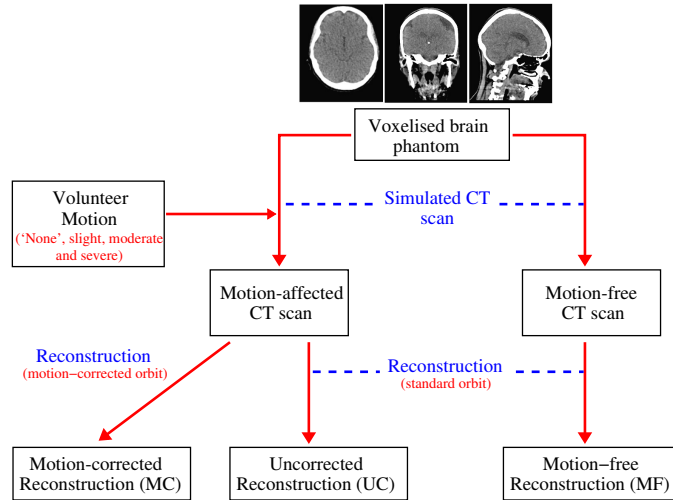 Voxelised brain
phantom
Volunteer
Motion
(‘None’, slight, moderate
and severe)
Simulated CT
scan
Motion-affected
CT scan
Motion-free
CT scan
Reconstruction
(motion−corrected orbit)
Reconstruction
(standard orbit)
Motion-corrected
Reconstruction (MC)
Uncorrected
Reconstruction (UC)
Motion−free
Reconstruction (MF)